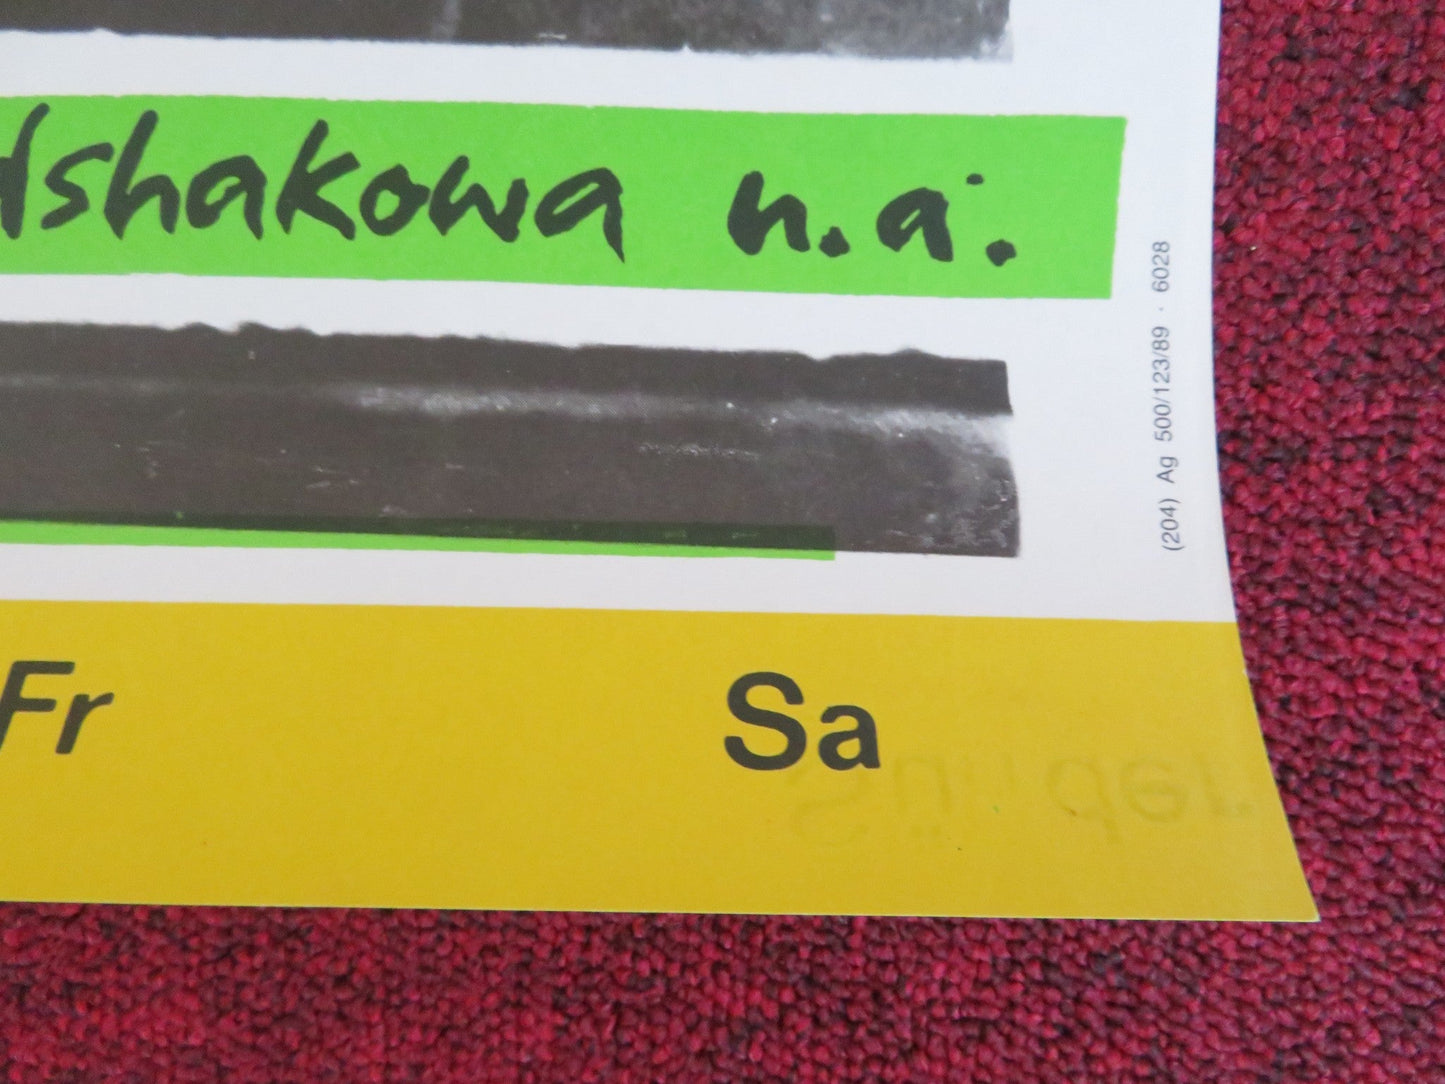 dshakowa u.a.
(204) Ag 500/123/89 · 6028
Fr Sa